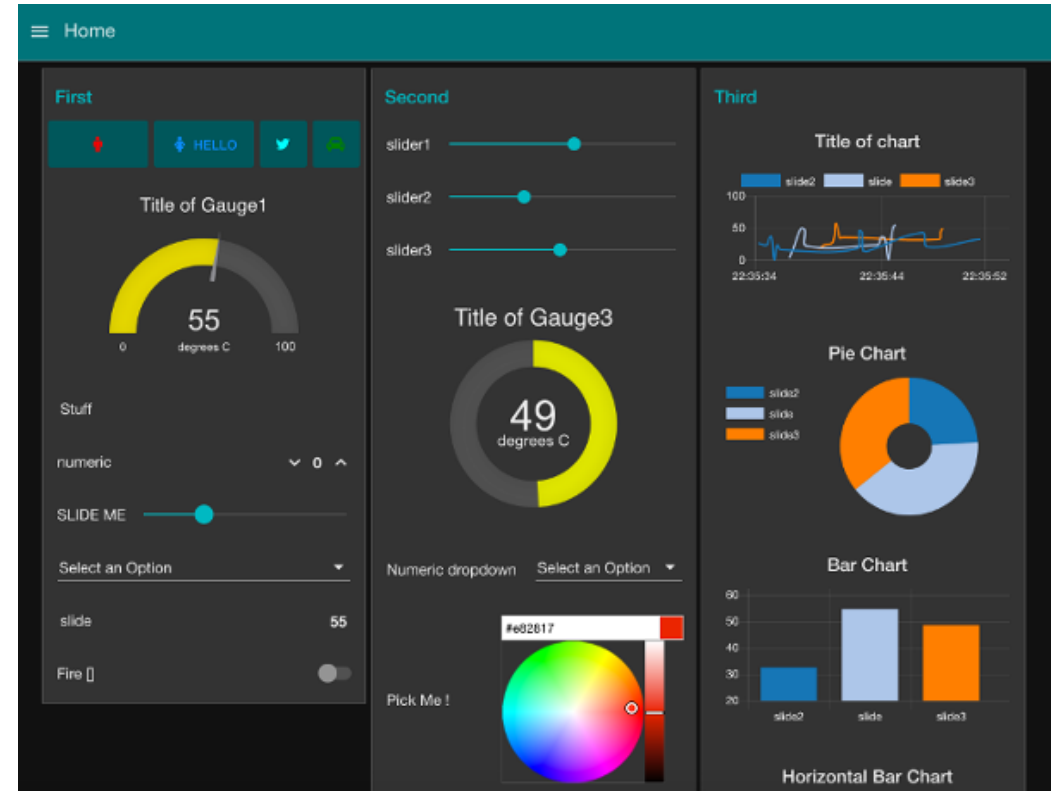 Home
First
HELLO
Title of Gauge1
55
degrees C
0
100
Stuff
numeric
0
SLIDE ME
Select an Option
slide
55
Fire []
Second
slider1
slider2
slider3
Title of Gauge3
49
degrees C
Numeric dropdown
Select an Option
#e82817
Pick Me !
Third
Title of chart
slide2 slide slide3
100
50
0
22:35:34 22:35:44 22:35:52
Pie Chart
slide2
slide
slide3
Bar Chart
60
50
40
30
20
slide2 slide slide3
Horizontal Bar Chart